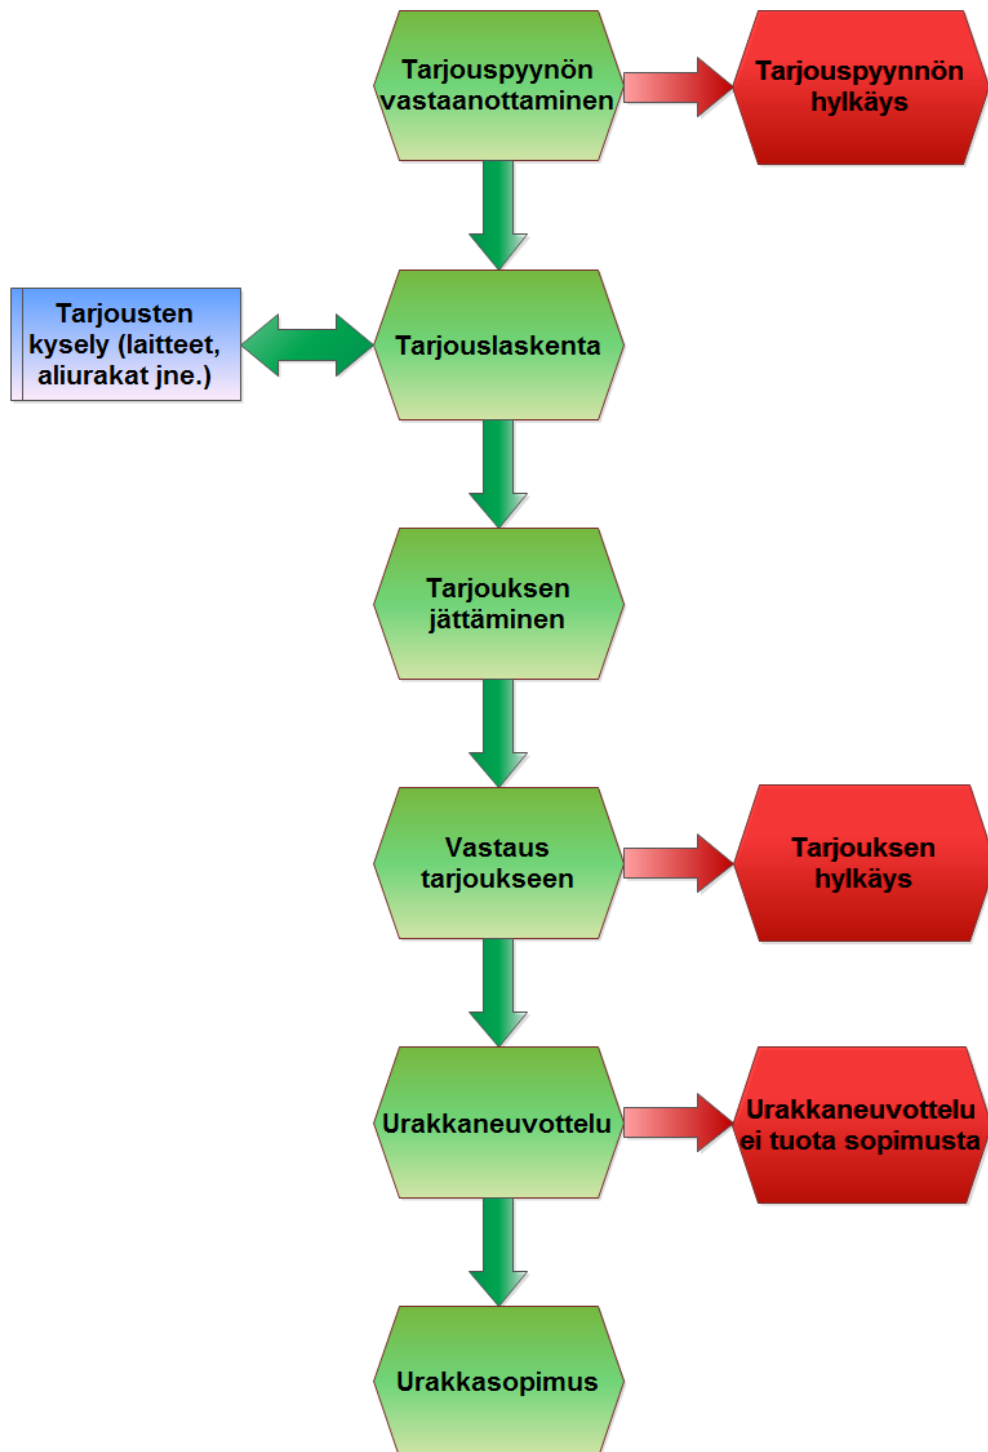 Tarjouspyynön
vastaanottaminen
Tarjouspyynnön
hylkäys
Tarjousten
kysely (laitteet,
aliurakat jne.)
Tarjouslaskenta
Tarjouksen
jättäminen
Vastaus
tarjoukseen
Tarjouksen
hylkäys
Urakkaneuvottelu
Urakkaneuvottelu
ei tuota sopimusta
Urakkasopimus